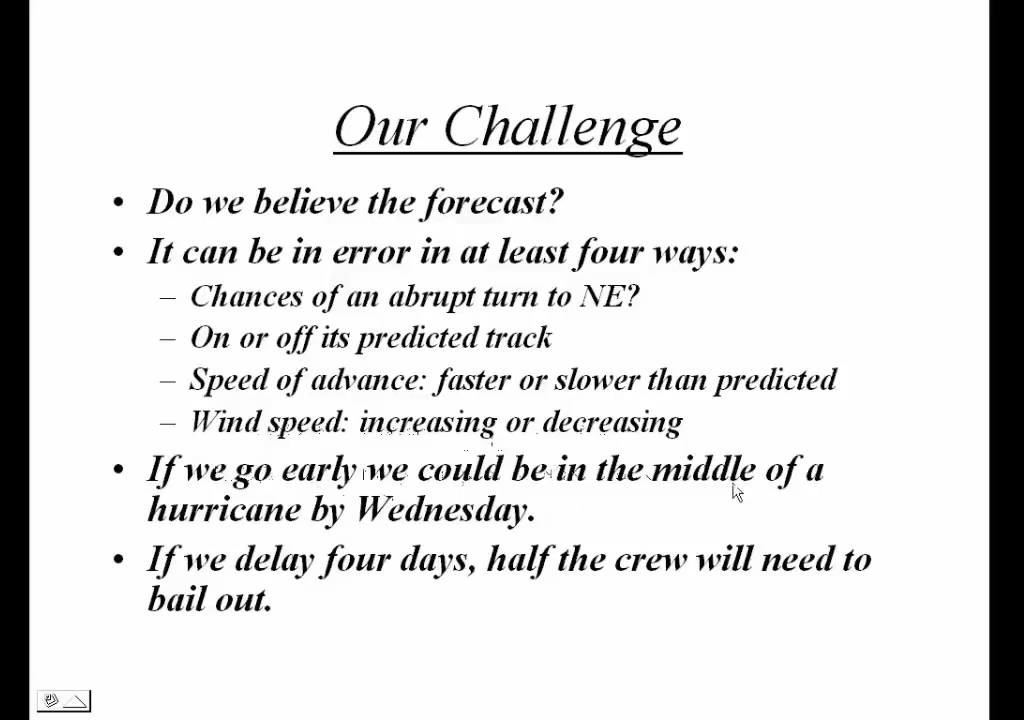 Our Challenge
• Do we believe the forecast?
• It can be in error in at least four ways:
– Chances of an abrupt turn to NE?
– On or off its predicted track
– Speed of advance: faster or slower than predicted
– Wind speed: increasing or decreasing
• If we go early we could be in the middle of a
hurricane by Wednesday.
• If we delay four days, half the crew will need to
bail out.